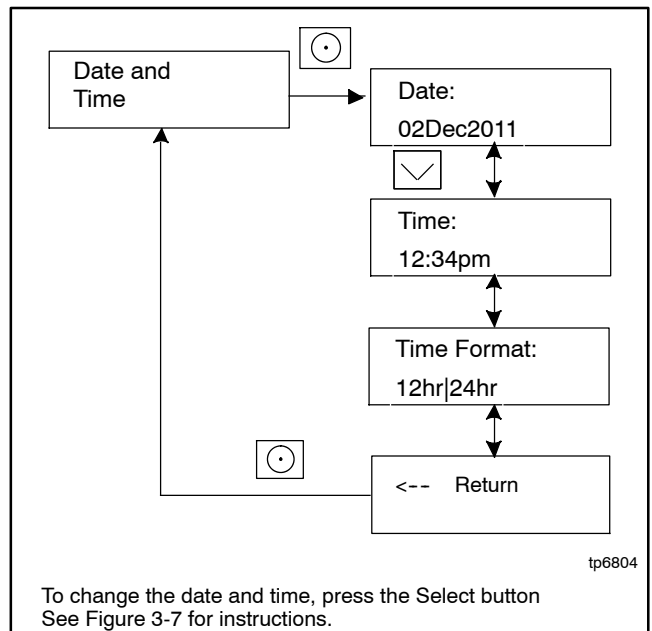 Date and
Time
Date:
02Dec2011
Time:
12:34pm
Time Format:
12hr|24hr
<-- Return
tp6804
To change the date and time, press the Select button
See Figure 3-7 for instructions.